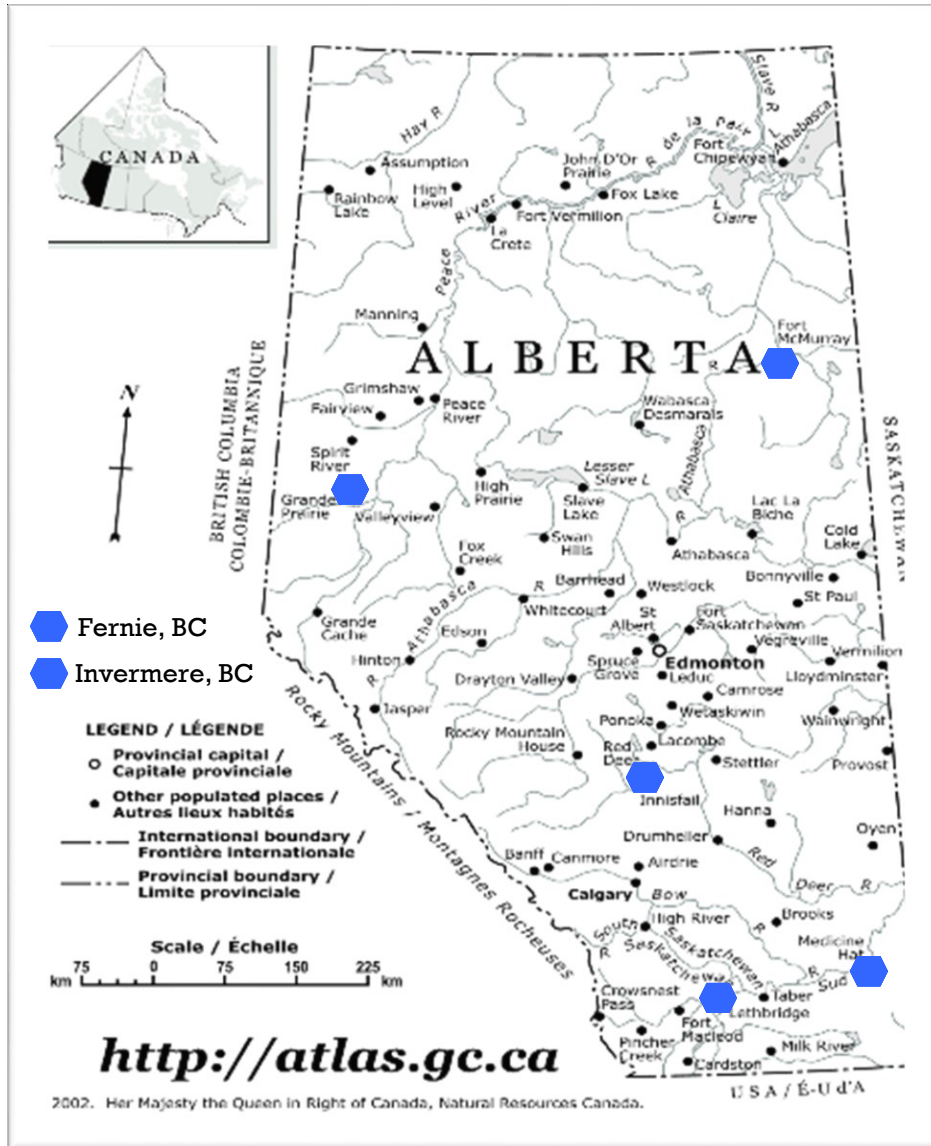 CANADA
Hay R
Assumption
Rainbow
Lake
High
Level
John D'Or
Prairie
R de la Paix
Fort
Chipewyan
Slave R
L Athabasca
L
Claire
Fox Lake
Fort Vermilion
La
Crete
Peace River
Manning
ALBERTA
Fort
McMurray
BRITISH COLUMBIA
COLOMBIE-BRITANNIQUE
SASKATCHEWAN
N
Grimshaw
Fairview
Peace
River
Wabasca
Desmarais
Spirit
River
Grande
Prairie
Valleyview
High
Prairie
Lesser
Slave L
Slave
Lake
Athabasca R
R
Lac La
Biche
Cold
Lake
Swan
Hills
Athabasca
Fox
Creek
Bonnyville
Barrhead
Westlock
St Paul
Athabasca R
Whitecourt
Grande
Cache
St
Albert
Fort
Saskatchewan
Vegreville
Vermilion
Edson
Hinton
R
Spruce
Grove
Edmonton
Leduc
Lloydminster
Drayton Valley
Camrose
Wetaskiwin
Wainwright
Jasper
Ponoka
Rocky Mountain
House
Red
Deer
Lacombe
Stettler
Provost
Innisfail
Hanna
Drumheller
Oyen
Red Deer R
Banff
Canmore
Airdrie
Calgary
Bow R
High River
Brooks
South Saskatchewan
R Saskatchewan R Sud
Medicine
Hat
Crowsnest
Pass
Taber
Lethbridge
Fort
Macleod
Pincher
Creek
Milk River
Cardston
USA / É-U d'A
Rocky Mountains / Montagnes Rocheuses
Fernie, BC
Invermere, BC
LEGEND / LÉGENDE
Provincial capital /
Capitale provinciale
Other populated places /
Autres lieux habités
International boundary /
Frontière internationale
Provincial boundary /
Limite provinciale
Scale / Échelle
75 0 75 150 225
km km
http://atlas.gc.ca
2002. Her Majesty the Queen in Right of Canada, Natural Resources Canada.